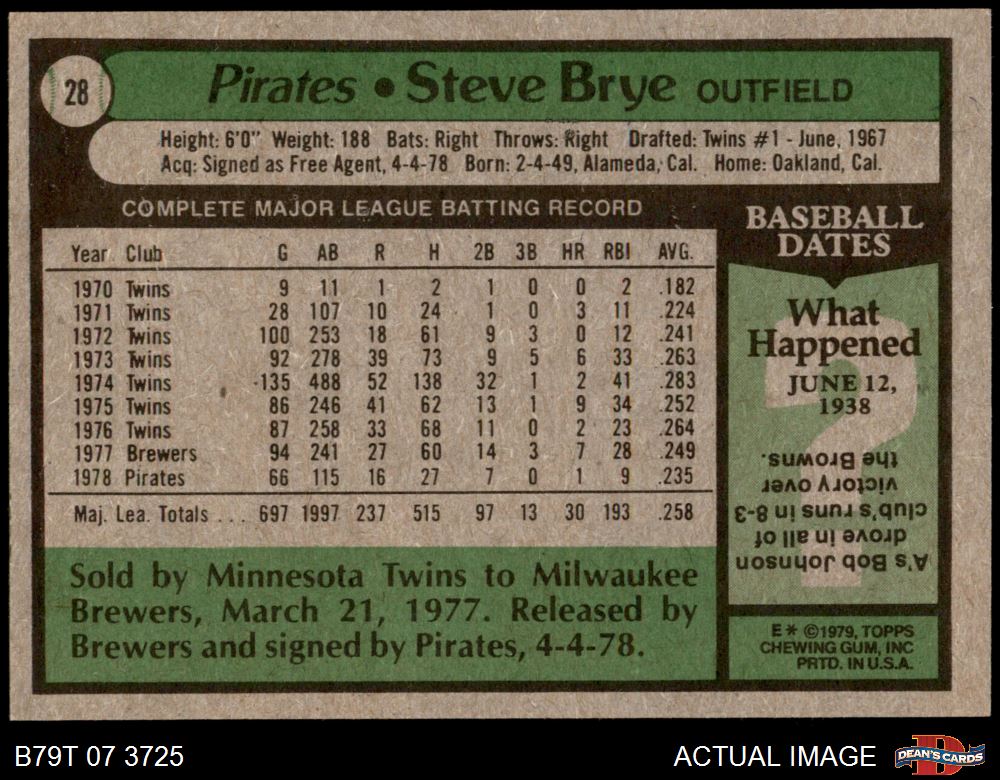 28
Pirates • Steve Brye OUTFIELD
Height: 6'0" Weight: 188 Bats: Right Throws: Right Drafted: Twins #1 - June, 1967
Acq: Signed as Free Agent, 4-4-78 Born: 2-4-49, Alameda, Cal. Home: Oakland, Cal.
COMPLETE MAJOR LEAGUE BATTING RECORD
Year Club G AB R H 2B 3B HR RBI AVG.
1970 Twins 9 11 1 2 1 0 0 2 .182
1971 Twins 28 107 10 24 1 0 3 11 .224
1972 Twins 100 253 18 61 9 3 0 12 .241
1973 Twins 92 278 39 73 9 5 6 33 .263
1974 Twins 135 488 52 138 32 1 2 41 .283
1975 Twins 86 246 41 62 13 1 9 34 .252
1976 Twins 87 258 33 68 11 0 2 23 .264
1977 Brewers 94 241 27 60 14 3 7 28 .249
1978 Pirates 66 115 16 27 7 0 1 9 .235
Maj. Lea. Totals ... 697 1997 237 515 97 13 30 193 .258
Sold by Minnesota Twins to Milwaukee
Brewers, March 21, 1977. Released by
Brewers and signed by Pirates, 4-4-78.
BASEBALL
DATES
What
Happened
JUNE 12,
1938
?
A's Bob Johnson
drove in all of
club's runs in 8-3
victory over
the Browns.
E* ©1979, TOPPS
CHEWING GUM, INC
PRTD. IN U.S.A.
B79T 07 3725
ACTUAL IMAGE
D
DEAN'S CARDS